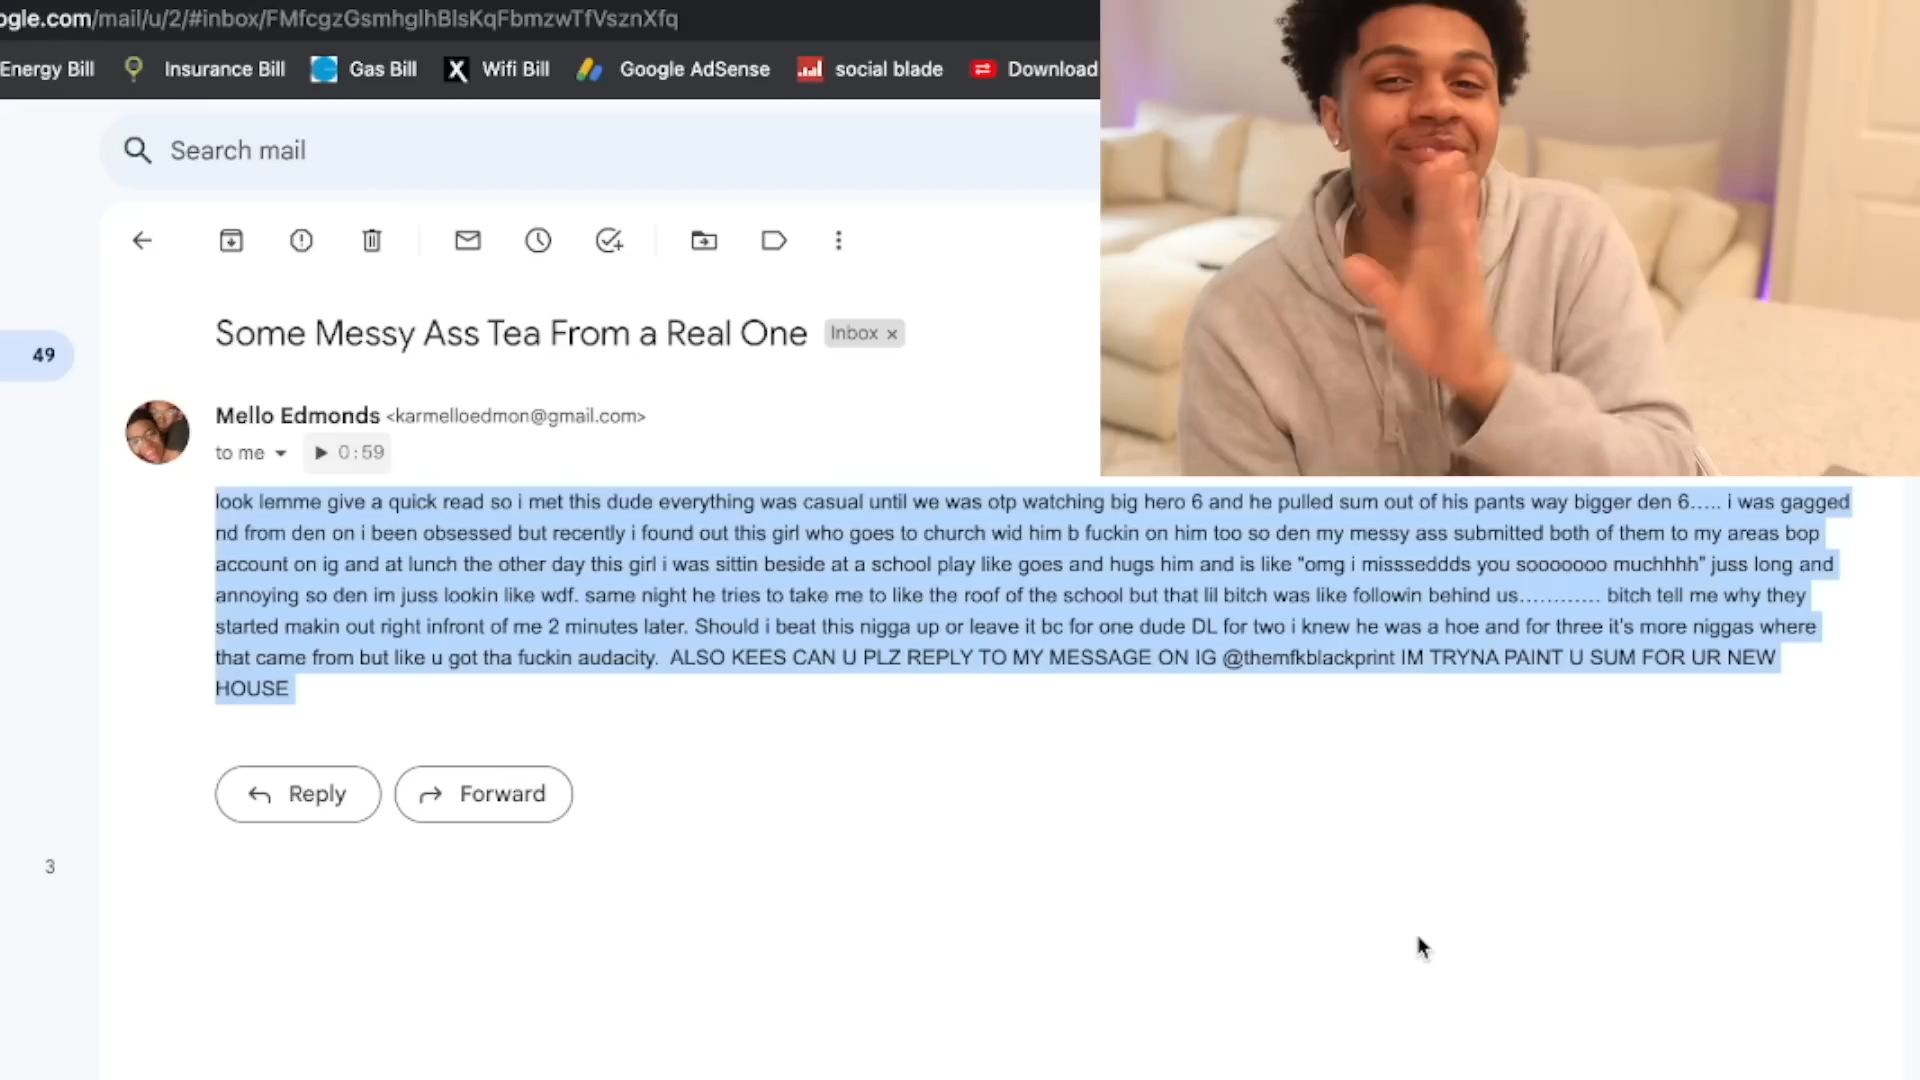 ogle.com/mail/u/2/#inbox/FMfcgzGsmhglhBlsKqFbmzwTfVsznXfq
Energy Bill Insurance Bill Gas Bill Wifi Bill Google AdSense social blade Download
Search mail
Some Messy Ass Tea From a Real One Inbox x
49
Mello Edmonds <karmelloedmon@gmail.com>
to me 0:59
look lemme give a quick read so i met this dude everything was casual until we was otp watching big hero 6 and he pulled sum out of his pants way bigger den 6….. i was gagged
nd from den on i been obsessed but recently i found out this girl who goes to church wid him b fuckin on him too so den my messy ass submitted both of them to my areas bop
account on ig and at lunch the other day this girl i was sittin beside at a school play like goes and hugs him and is like "omg i missseddds you sooooooo muchhhh" juss long and
annoying so den im juss lookin like wdf. same night he tries to take me to like the roof of the school but that lil bitch was like followin behind us………… bitch tell me why they
started makin out right infront of me 2 minutes later. Should i beat this nigga up or leave it bc for one dude DL for two i knew he was a hoe and for three it's more niggas where
that came from but like u got tha fuckin audacity. ALSO KEES CAN U PLZ REPLY TO MY MESSAGE ON IG @themfkblackprint IM TRYNA PAINT U SUM FOR UR NEW
HOUSE
Reply Forward
3